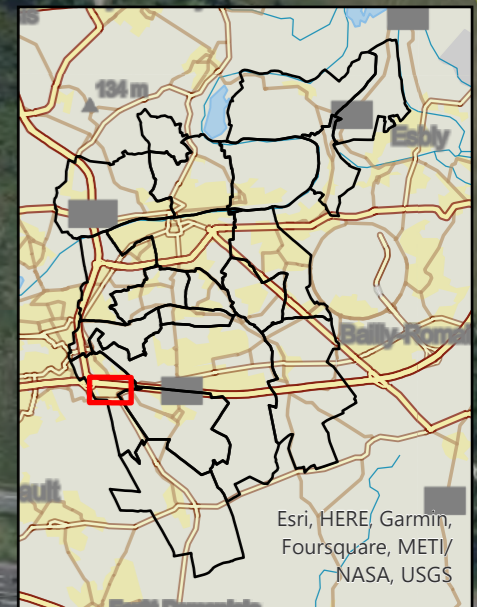 134 m
Esbly
Bailly-Romai
ault
Esri, HERE, Garmin,
Foursquare, METI/
NASA, USGS